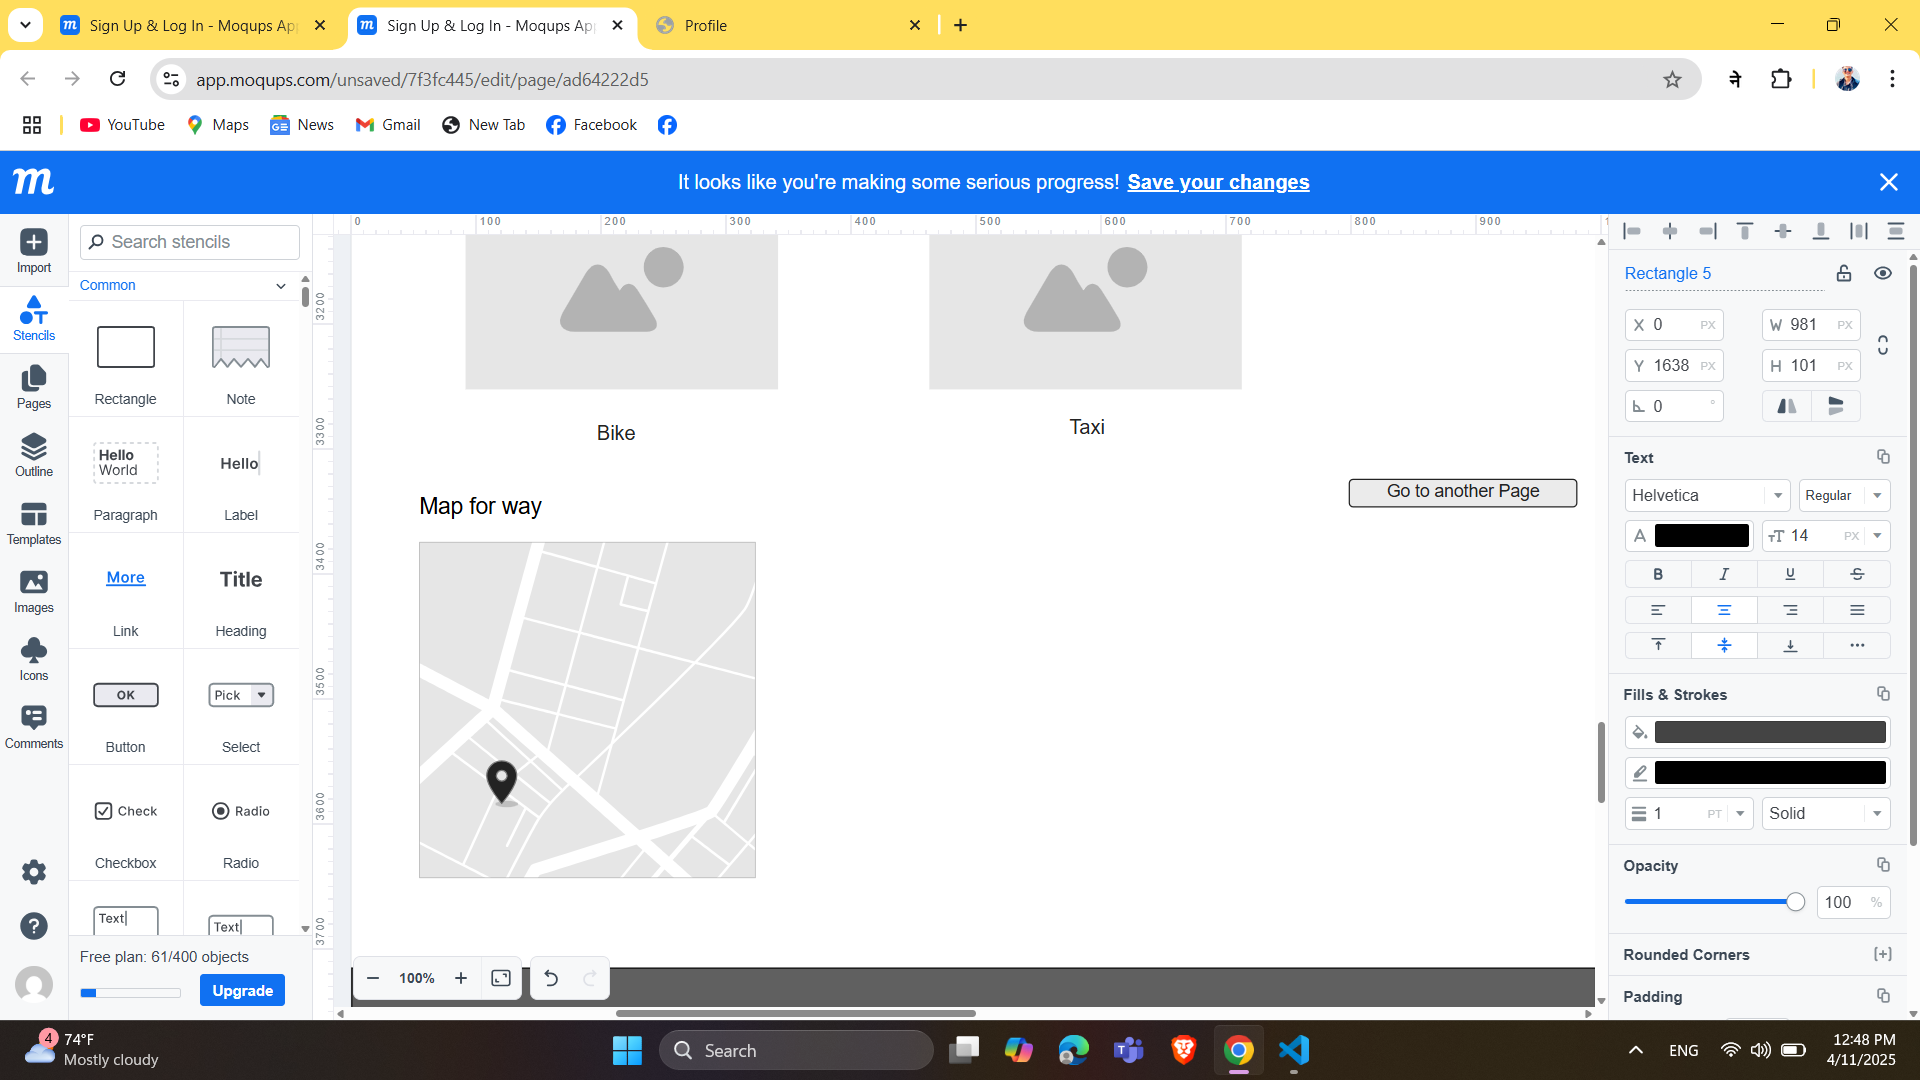 Sign Up & Log In - Moqups Ap
Sign Up & Log In - Moqups Ap
Profile
app.moqups.com/unsaved/7f3fc445/edit/page/ad64222d5
ने
YouTube
Maps
News
Gmail
New Tab
Facebook
m
It looks like you're making some serious progress! Save your changes
Import
Stencils
Pages
Outline
Templates
Images
Icons
Comments
Search stencils
Common
Rectangle
Note
Hello
World
Hello
Paragraph
Label
More
Title
Link
Heading
OK
Pick
Button
Select
Check
Radio
Checkbox
Radio
Text
Text
Free plan: 61/400 objects
Upgrade
0 100 200 300 400 500 600 700 800 900
3200
3300
3400
3500
3600
3700
Bike
Taxi
Map for way
Go to another Page
100%
Rectangle 5
X 0 PX
W 981 PX
Y 1638 PX
H 101 PX
0 °
Text
Helvetica
Regular
A
14 PX
B I U S
Fills & Strokes
1 PT
Solid
Opacity
100 %
Rounded Corners
Padding
4
74°F
Mostly cloudy
Search
ENG
12:48 PM
4/11/2025